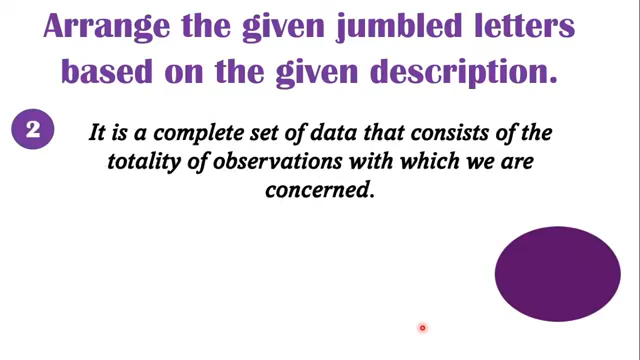 Arrange the given jumbled letters
based on the given description.
2
It is a complete set of data that consists of the
totality of observations with which we are
concerned.